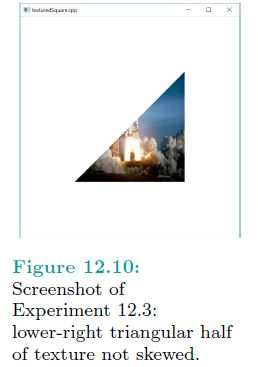 texturedSquare.cpp
Figure 12.10:
Screenshot of
Experiment 12.3:
lower-right triangular half
of texture not skewed.